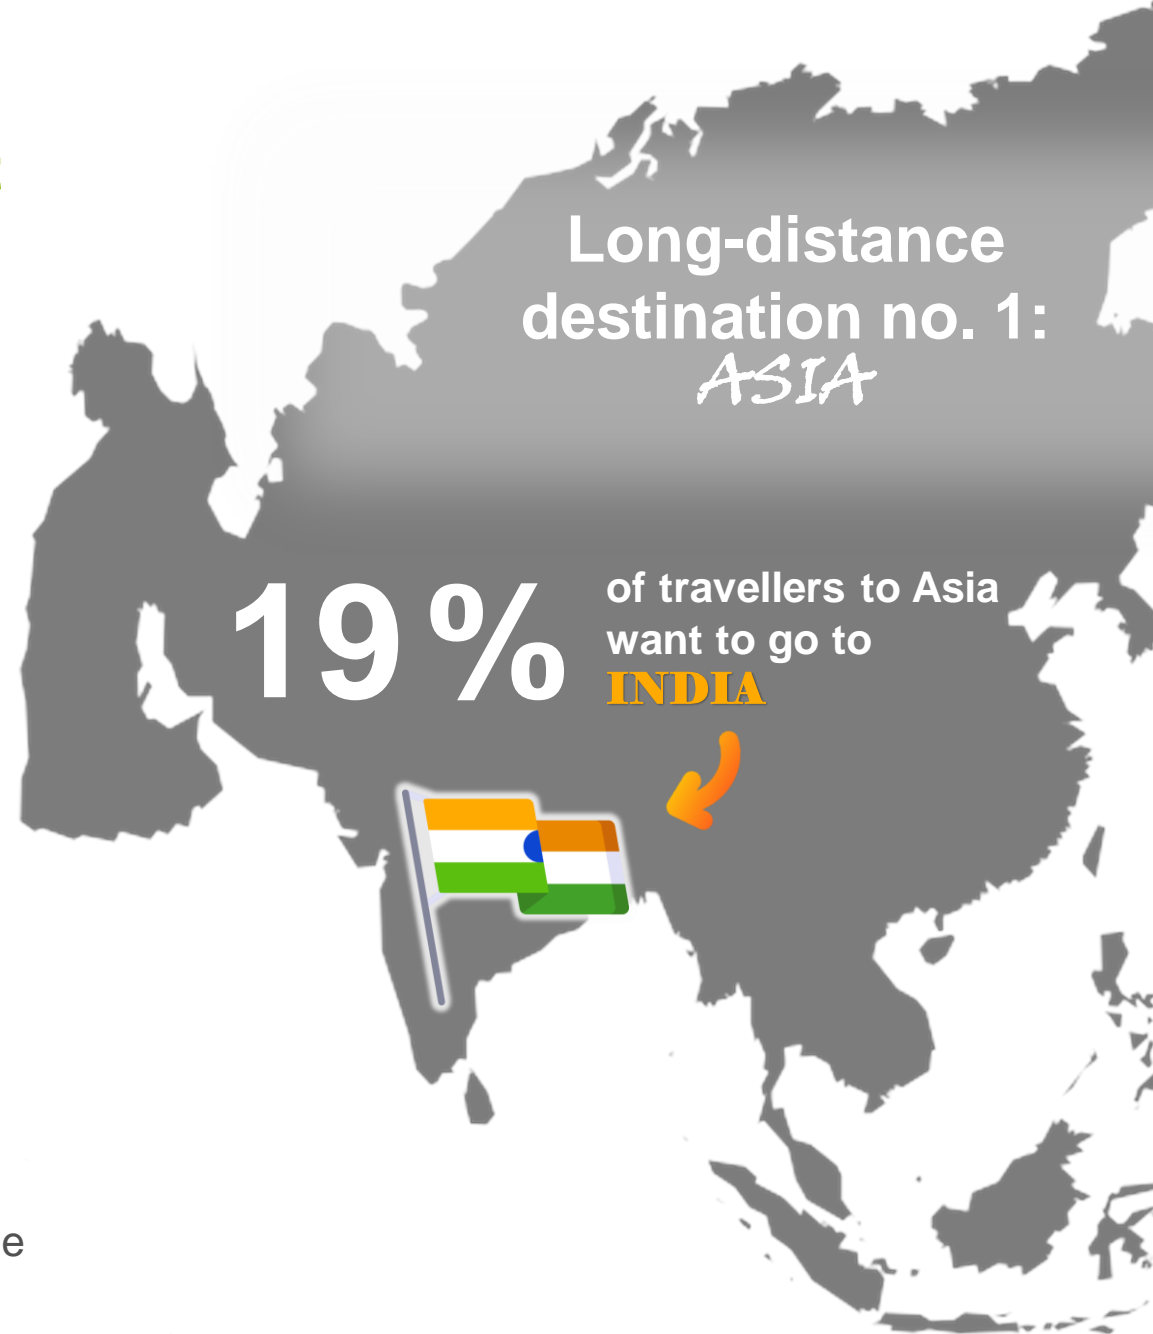 Long-distance
destination no. 1:
ASIA
19%
of travellers to Asia
want to go to
INDIA
e